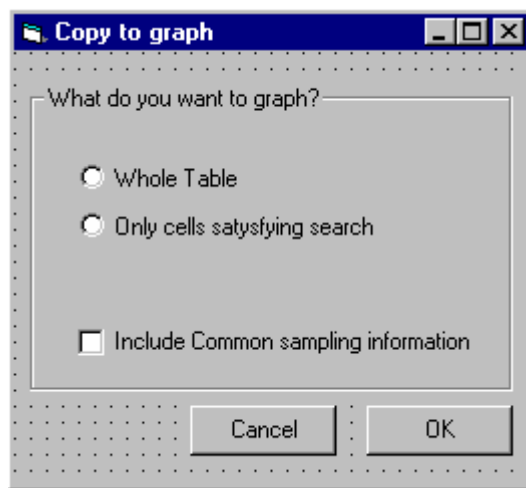 Copy to graph
What do you want to graph?
Whole Table
Only cells satysfying search
Include Common sampling information
Cancel
OK